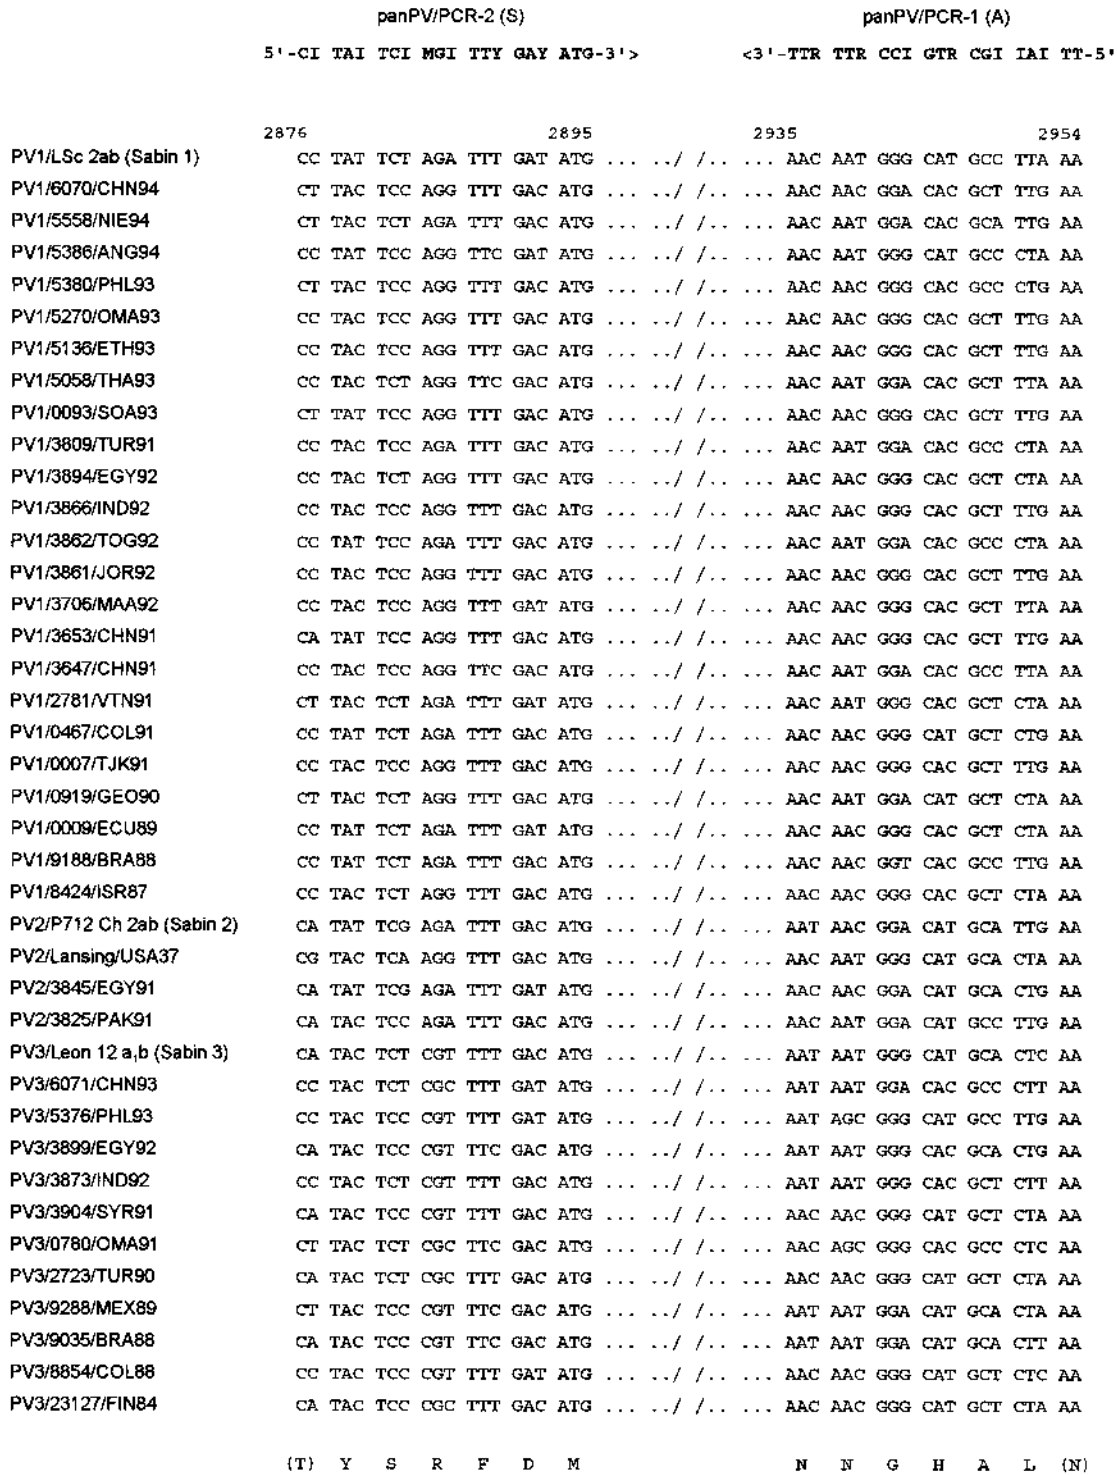 panPV/PCR-2 (S) panPV/PCR-1 (A)
5'-CI TAI TCI MGI TTY GAY ATG-3'> <3'-TTR TTR CCI GTR CGI IAI TT-5'
2876 2895 2935 2954
PV1/LSc 2ab (Sabin 1) CC TAT TCT AGA TTT GAT ATG ... ../ /.. ... AAC AAT GGG CAT GCC TTA AA
PV1/6070/CHN94 CT TAC TCC AGG TTT GAC ATG ... ../ /.. ... AAC AAC GGA CAC GCT TTG AA
PV1/5558/NIE94 CT TAC TCT AGA TTT GAC ATG ... ../ /.. ... AAC AAT GGA CAC GCA TTG AA
PV1/5386/ANG94 CC TAT TCC AGG TTC GAT ATG ... ../ /.. ... AAC AAT GGG CAT GCC CTA AA
PV1/5380/PHL93 CT TAC TCC AGG TTT GAC ATG ... ../ /.. ... AAC AAC GGG CAC GCC CTG AA
PV1/5270/OMA93 CC TAC TCC AGG TTT GAC ATG ... ../ /.. ... AAC AAC GGG CAC GCT TTG AA
PV1/5136/ETH93 CC TAC TCC AGG TTT GAC ATG ... ../ /.. ... AAC AAC GGG CAC GCT TTG AA
PV1/5058/THA93 CC TAC TCT AGG TTC GAC ATG ... ../ /.. ... AAC AAT GGA CAC GCT TTA AA
PV1/0093/SOA93 CT TAT TCC AGG TTT GAC ATG ... ../ /.. ... AAC AAC GGG CAC GCT TTG AA
PV1/3809/TUR91 CC TAC TCC AGA TTT GAC ATG ... ../ /.. ... AAC AAT GGA CAC GCC CTA AA
PV1/3894/EGY92 CC TAC TCT AGG TTT GAC ATG ... ../ /.. ... AAC AAC GGG CAC GCT CTA AA
PV1/3866/IND92 CC TAC TCC AGG TTT GAC ATG ... ../ /.. ... AAC AAC GGG CAC GCT TTG AA
PV1/3862/TOG92 CC TAT TCC AGA TTT GAC ATG ... ../ /.. ... AAC AAT GGA CAC GCC CTA AA
PV1/3861/JOR92 CC TAC TCC AGG TTT GAC ATG ... ../ /.. ... AAC AAC GGG CAC GCT TTG AA
PV1/3706/MAA92 CC TAC TCC AGG TTT GAT ATG ... ../ /.. ... AAC AAC GGG CAC GCT TTA AA
PV1/3653/CHN91 CA TAT TCC AGG TTT GAC ATG ... ../ /.. ... AAC AAC GGG CAC GCT TTG AA
PV1/3647/CHN91 CC TAC TCC AGG TTC GAC ATG ... ../ /.. ... AAC AAT GGA CAC GCC TTA AA
PV1/2781/VTN91 CT TAC TCT AGA TTT GAT ATG ... ../ /.. ... AAC AAT GGG CAC GCT CTA AA
PV1/0467/COL91 CC TAT TCT AGA TTT GAC ATG ... ../ /.. ... AAC AAC GGG CAT GCT CTG AA
PV1/0007/TJK91 CC TAC TCC AGG TTT GAC ATG ... ../ /.. ... AAC AAC GGG CAC GCT TTG AA
PV1/0919/GEO90 CT TAC TCT AGG TTT GAC ATG ... ../ /.. ... AAC AAT GGA CAT GCT CTA AA
PV1/0009/ECU89 CC TAT TCT AGA TTT GAT ATG ... ../ /.. ... AAC AAC GGG CAC GCT CTA AA
PV1/9188/BRA88 CC TAT TCT AGA TTT GAC ATG ... ../ /.. ... AAC AAC GGT CAC GCC TTG AA
PV1/8424/ISR87 CC TAC TCT AGG TTT GAC ATG ... ../ /.. ... AAC AAC GGG CAC GCT CTA AA
PV2/P712 Ch 2ab (Sabin 2) CA TAT TCG AGA TTT GAC ATG ... ../ /.. ... AAT AAC GGA CAT GCA TTG AA
PV2/Lansing/USA37 CG TAC TCA AGG TTT GAC ATG ... ../ /.. ... AAC AAT GGG CAT GCA CTA AA
PV2/3845/EGY91 CA TAT TCG AGA TTT GAT ATG ... ../ /.. ... AAC AAC GGA CAT GCA CTG AA
PV2/3825/PAK91 CA TAC TCC AGA TTT GAC ATG ... ../ /.. ... AAC AAT GGA CAT GCC TTG AA
PV3/Leon 12 a,b (Sabin 3) CA TAC TCT CGT TTT GAC ATG ... ../ /.. ... AAT AAT GGG CAT GCA CTC AA
PV3/6071/CHN93 CC TAC TCT CGC TTT GAT ATG ... ../ /.. ... AAT AAT GGA CAC GCC CTT AA
PV3/5376/PHL93 CC TAC TCC CGT TTT GAT ATG ... ../ /.. ... AAT AGC GGG CAT GCC TTG AA
PV3/3899/EGY92 CA TAC TCC CGT TTC GAC ATG ... ../ /.. ... AAT AAT GGG CAC GCA CTG AA
PV3/3873/IND92 CC TAC TCT CGT TTT GAC ATG ... ../ /.. ... AAT AAT GGG CAC GCT CTT AA
PV3/3904/SYR91 CA TAC TCC CGT TTT GAC ATG ... ../ /.. ... AAC AAC GGG CAT GCT CTA AA
PV3/0780/OMA91 CT TAC TCT CGC TTC GAC ATG ... ../ /.. ... AAC AGC GGG CAC GCC CTC AA
PV3/2723/TUR90 CA TAC TCT CGC TTT GAC ATG ... ../ /.. ... AAC AAC GGG CAT GCT CTA AA
PV3/9288/MEX89 CT TAC TCC CGT TTC GAC ATG ... ../ /.. ... AAT AAT GGA CAT GCA CTA AA
PV3/9035/BRA88 CA TAC TCC CGT TTC GAC ATG ... ../ /.. ... AAT AAT GGA CAT GCA CTT AA
PV3/8854/COL88 CC TAC TCC CGT TTT GAT ATG ... ../ /.. ... AAC AAC GGG CAT GCT CTC AA
PV3/23127/FIN84 CA TAC TCC CGC TTT GAC ATG ... ../ /.. ... AAC AAC GGG CAT GCT CTA AA
(T) Y S R F D M N N G H A L (N)